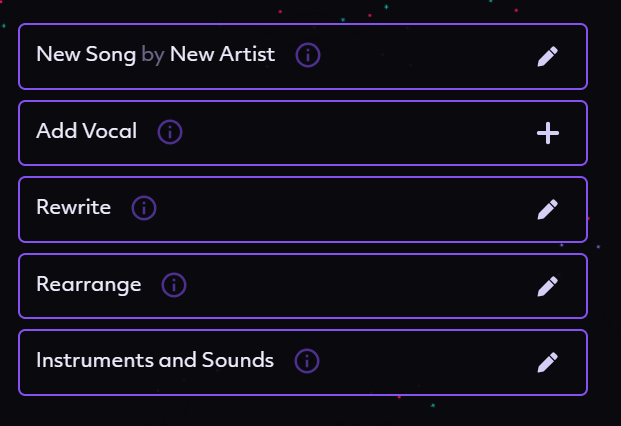 New Song by New Artist
Add Vocal
Rewrite
Rearrange
Instruments and Sounds